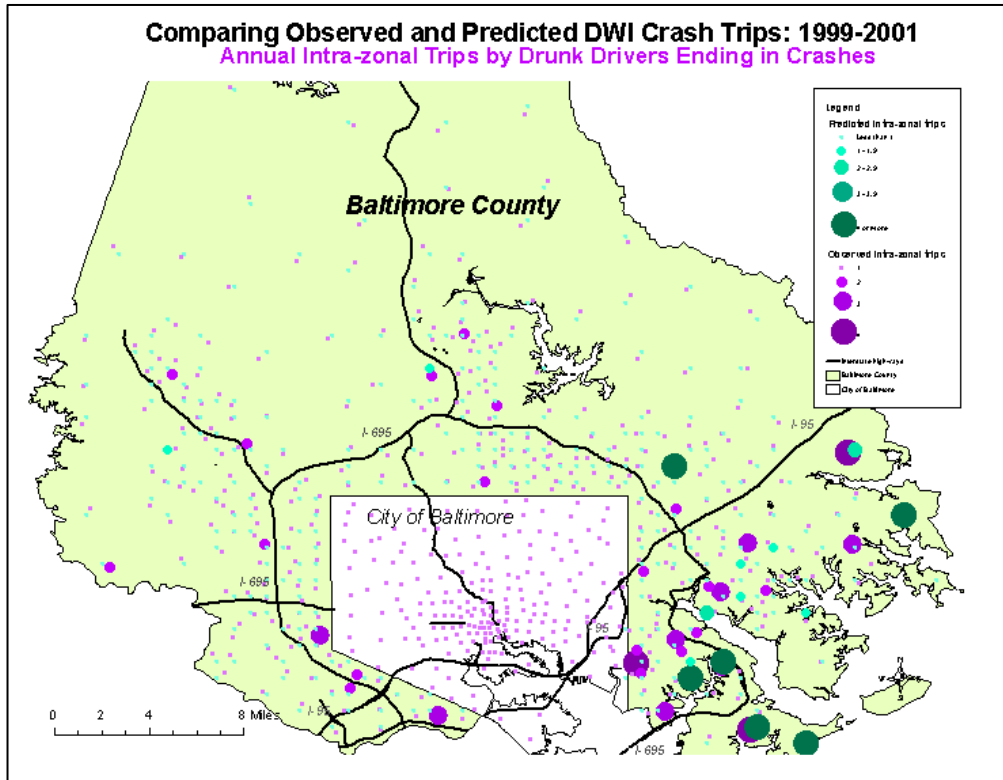 Comparing Observed and Predicted DWI Crash Trips: 1999-2001
Annual Intra-zonal Trips by Drunk Drivers Ending in Crashes
Legend
Predicted Intra-zonal trips
1 - 1.9
2 - 2.9
3 - 3.9
Observed Intra-zonal trips
1
2
3
Baltimore County
City of Baltimore
Baltimore County
I- 695
I- 95
City of Baltimore
I- 695
I-95
I-95
0 2 4 8 Miles
I- 695